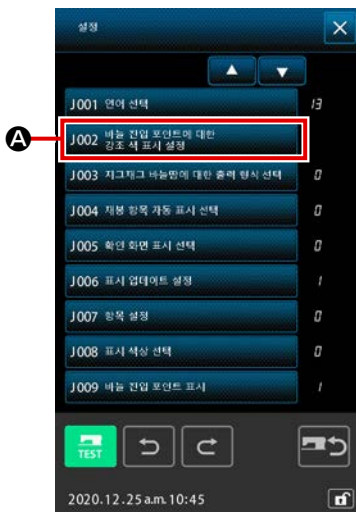 설정
J001 언어 선택 13
A
J002 바늘 진입 포인트에 대한
강조 색 표시 설정
J003 지그재그 바늘땀에 대한 출력 형식 선택 0
J004 재봉 항목 자동 표시 선택 0
J005 확인 화면 표시 선택 0
J006 표시 업데이트 설정 1
J007 항목 설정 0
J008 표시 색상 선택 0
J009 바늘 진입 포인트 표시 1
TEST
2020.12.25 a.m. 10:45